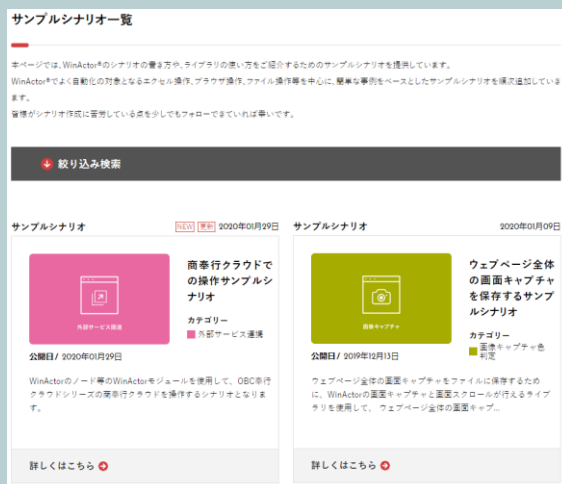 サンプルシナリオ一覧
本ページでは、WinActor®のシナリオの書き方や、ライブラリの使い方をご紹介するためのサンプルシナリオを提供しています。
WinActor®でよく自動化の対象となるエクセル操作、ブラウザ操作、ファイル操作等を中心に、簡単な事例をベースとしたサンプルシナリオを順次追加していき
ます。
皆様がシナリオ作成に苦労している点を少しでもフォローできていれば幸いです。
絞り込み検索
サンプルシナリオ NEW 更新 2020年01月29日
外部サービス連携
商奉行クラウドで
の操作サンプルシ
ナリオ
カテゴリー
外部サービス連携
公開日/ 2020年01月29日
WinActorのノード等のWinActorモジュールを使用して、OBC奉行
クラウドシリーズの商奉行クラウドを操作するシナリオとなりま
す。
詳しくはこちら
サンプルシナリオ 2020年01月09日
画像キャプチャ
ウェブページ全体
の画面キャプチャ
を保存するサンプ
ルシナリオ
カテゴリー
画像キャプチャ色
判定
公開日/ 2019年12月13日
ウェブページ全体の画面キャプチャをファイルに保存するため
に、WinActorの画面キャプチャと画面スクロールが行えるライブ
ラリを使用して、 ウェブページ全体の画面キャプ...
詳しくはこちら